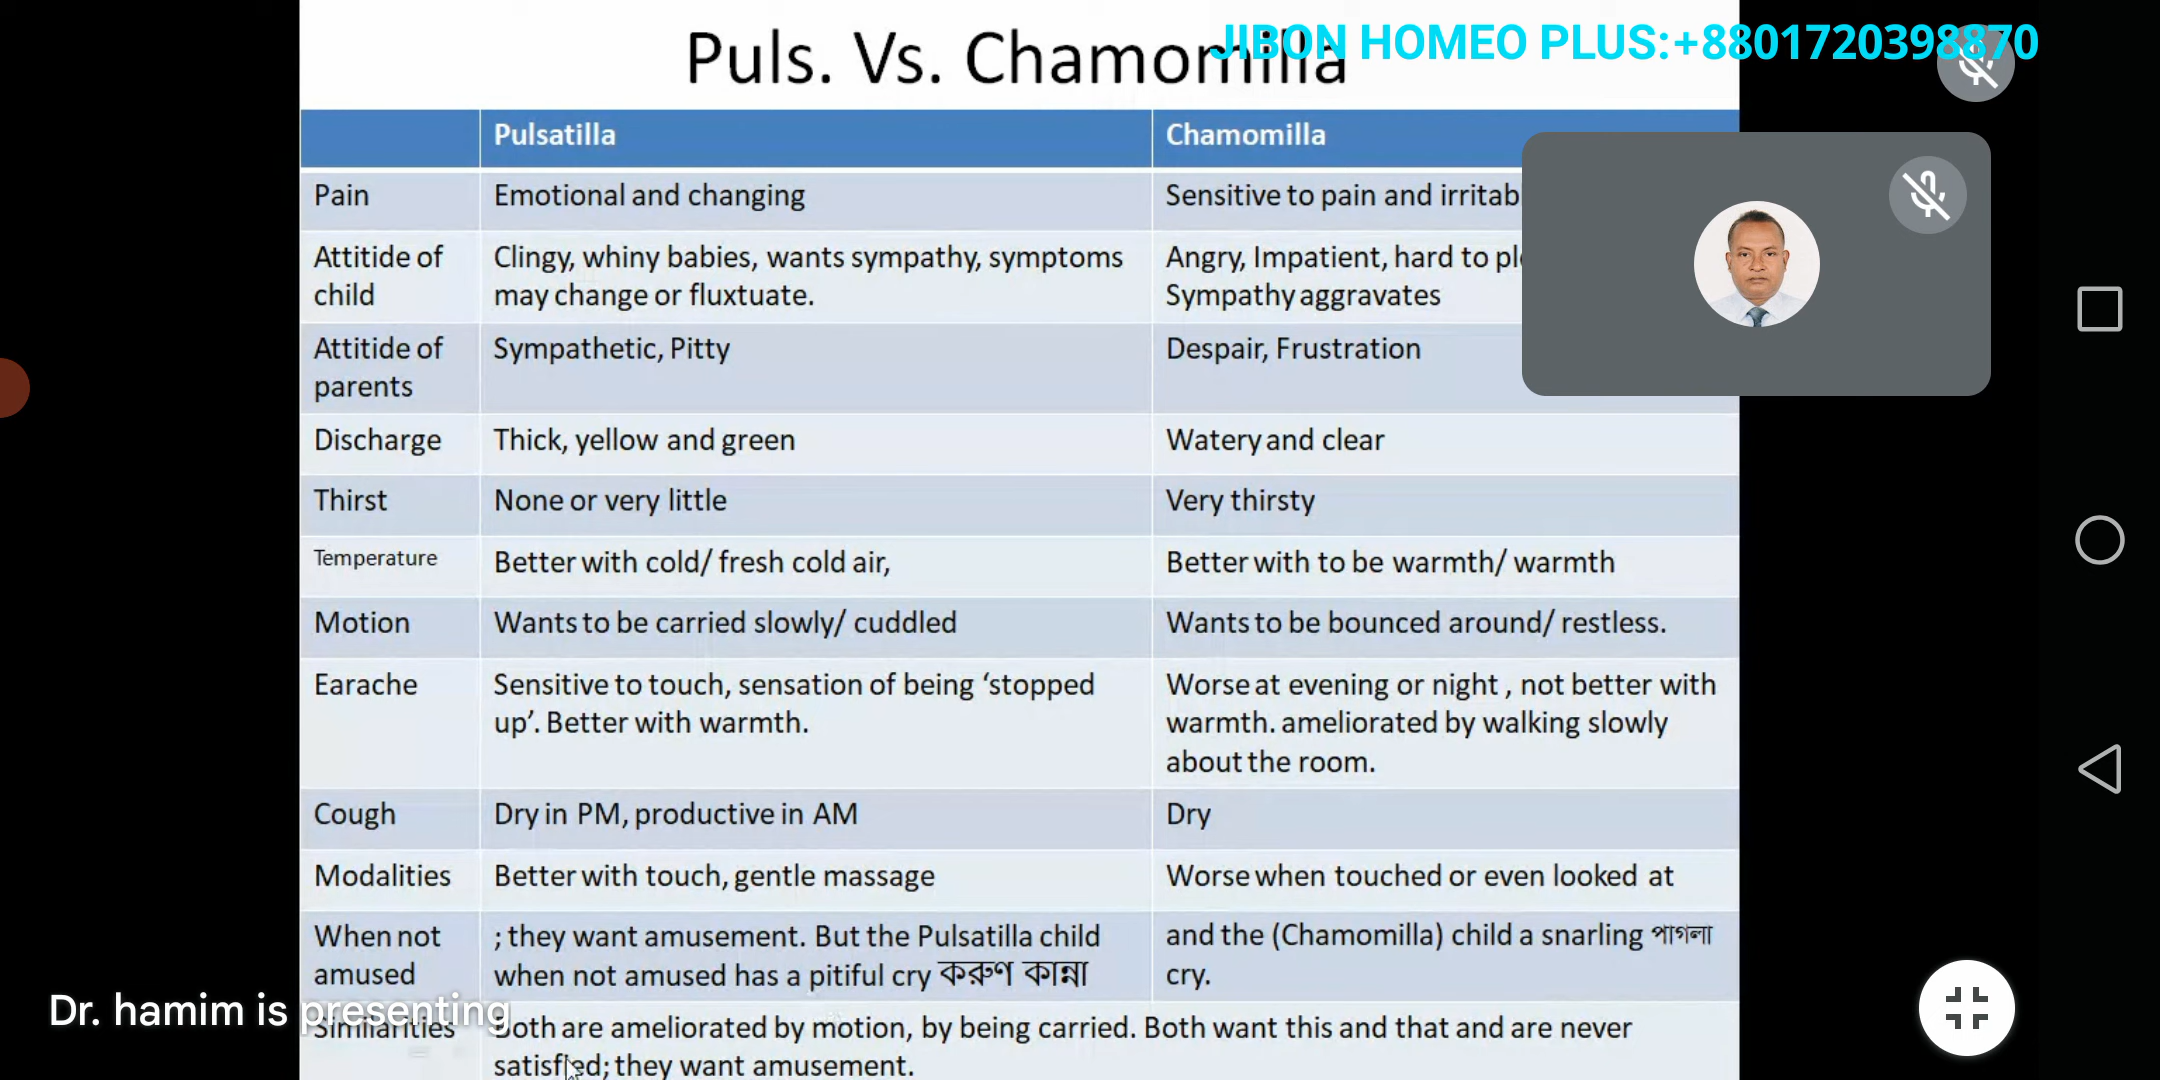 JIBON HOMEO PLUS:+8801720398870
Puls. Vs. Chamomilla
Pulsatilla Chamomilla
Pain Emotional and changing Sensitive to pain and irritab
Attitide of Clingy, whiny babies, wants sympathy, symptoms Angry, Impatient, hard to
child may change or fluxtuate. Sympathy aggravates
Attitide of Sympathetic, Pitty Despair, Frustration
parents
Discharge Thick, yellow and green Watery and clear
Thirst None or very little Very thirsty
Temperature Better with cold/ fresh cold air, Better with to be warmth/ warmth
Motion Wants to be carried slowly/ cuddled Wants to be bounced around/ restless.
Earache Sensitive to touch, sensation of being ‘stopped Worse at evening or night , not better with
up’. Better with warmth. warmth. ameliorated by walking slowly
about the room.
Cough Dry in PM, productive in AM Dry
Modalities Better with touch, gentle massage Worse when touched or even looked at
When not ; they want amusement. But the Pulsatilla child and the (Chamomilla) child a snarling পাগলা
amused when not amused has a pitiful cry করুণ কান্না cry.
Dr. hamim is presenting
Similarities Both are ameliorated by motion, by being carried. Both want this and that and are never
satisfied; they want amusement.